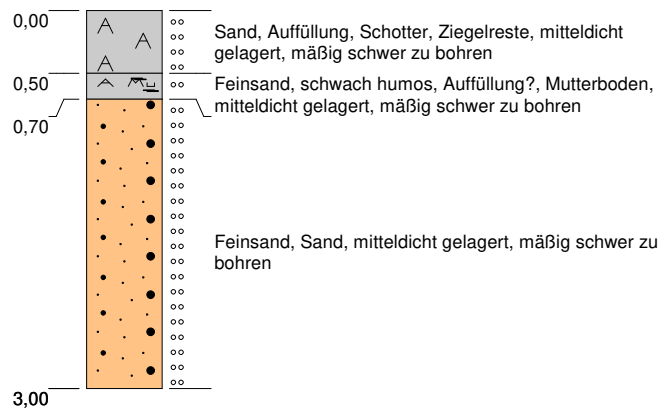 0,00
Sand, Auffüllung, Schotter, Ziegelreste, mitteldicht
gelagert, mäßig schwer zu bohren
A
A
A
0,50
Feinsand, schwach humos, Auffüllung?, Mutterboden,
mitteldicht gelagert, mäßig schwer zu bohren
0,70
Feinsand, Sand, mitteldicht gelagert, mäßig schwer zu
bohren
3,00